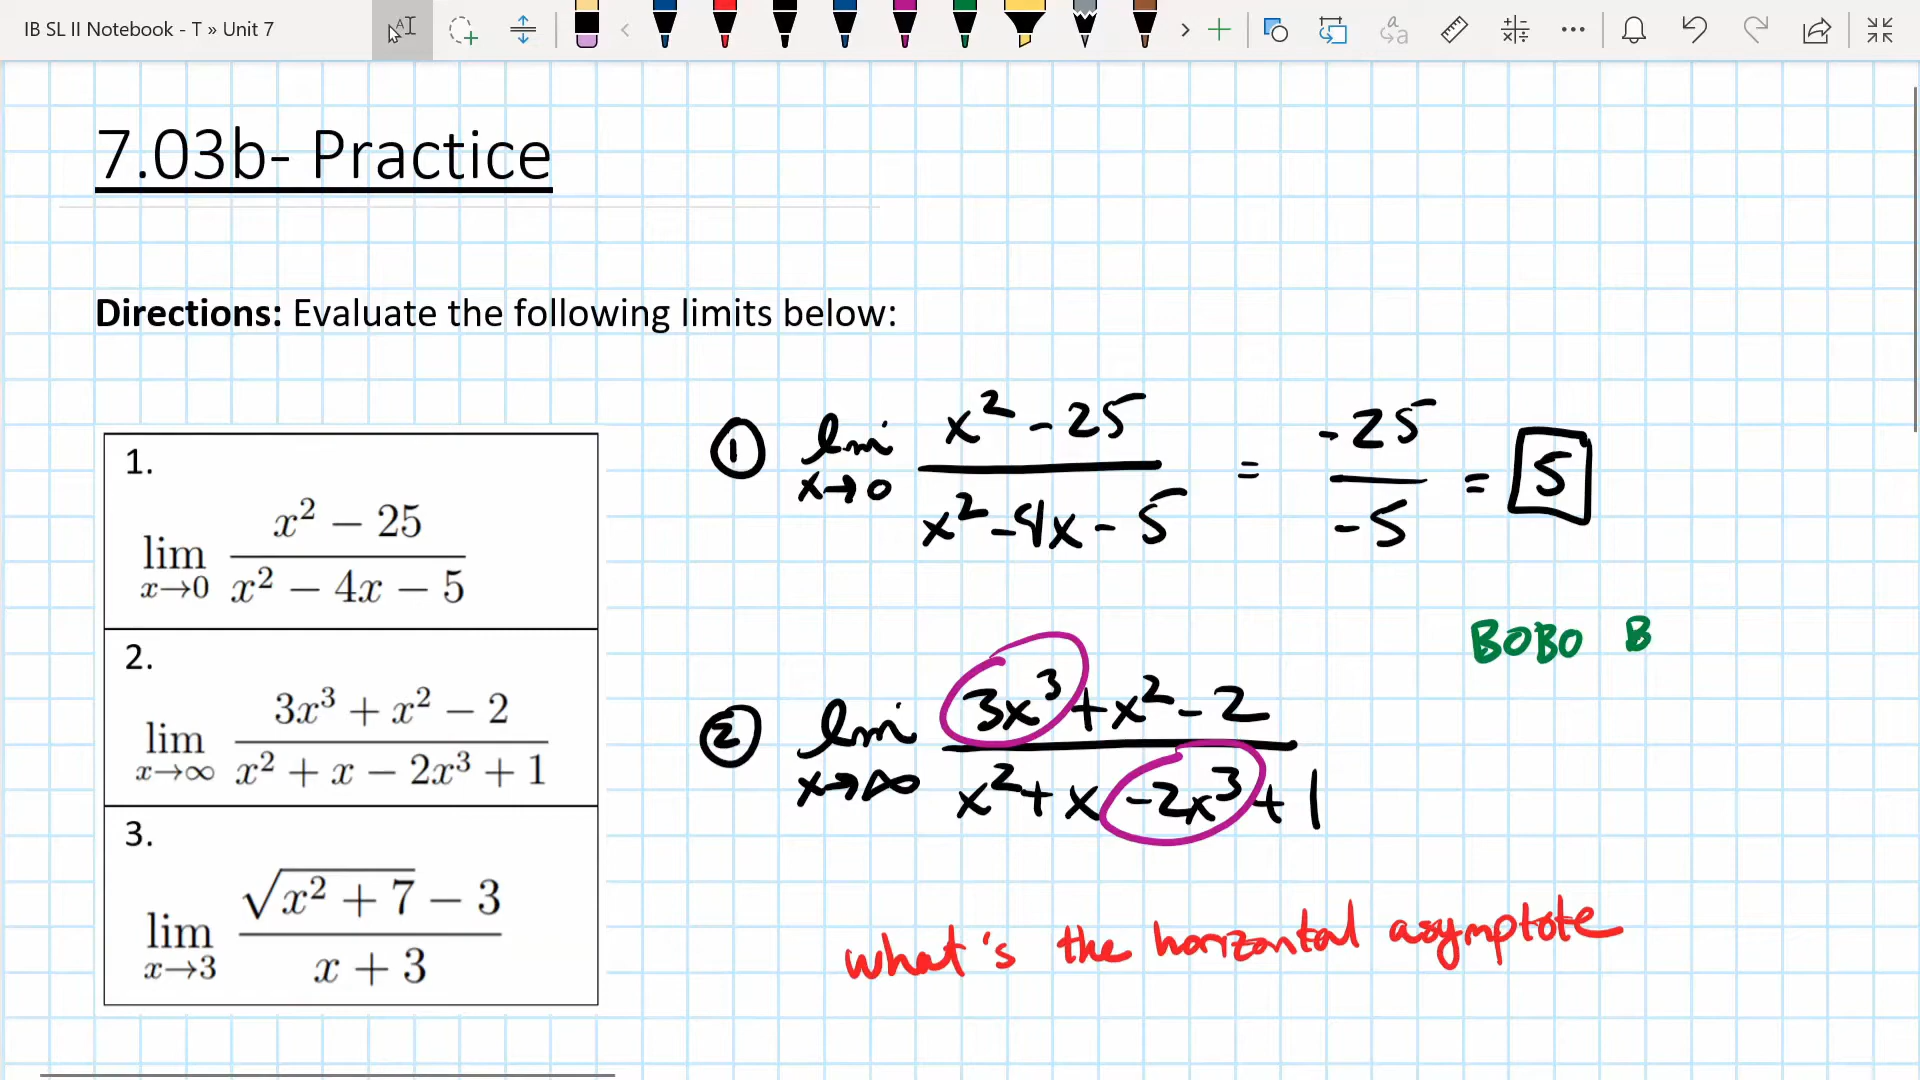 IB SL II Notebook - T » Unit 7
7.03b- Practice
Directions: Evaluate the following limits below:
1.
lim x→0 (x² − 25)/(x² − 4x − 5)
2.
lim x→∞ (3x³ + x² − 2)/(x² + x − 2x³ + 1)
3.
lim x→3 (√(x² + 7) − 3)/(x + 3)
① lim x→0 (x² - 25)/(x² - 4x - 5) = -25/-5 = 5
BOBO B
② lim x→∞ (3x³ + x² - 2)/(x² + x - 2x³ + 1)
what's the horizontal asymptote